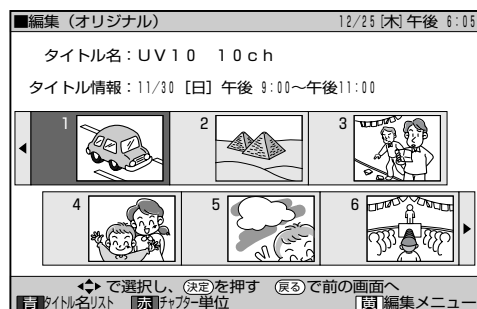 ■編集（オリジナル） 12/25[木]午後 6:05
タイトル名：UV10 10ch
タイトル情報：11/30 [日] 午後 9:00〜午後11:00
1 2 3
4 5 6
で選択し、決定を押す 戻るで前の画面へ
青 タイトル名リスト 赤 チャプター単位 黄 編集メニュー